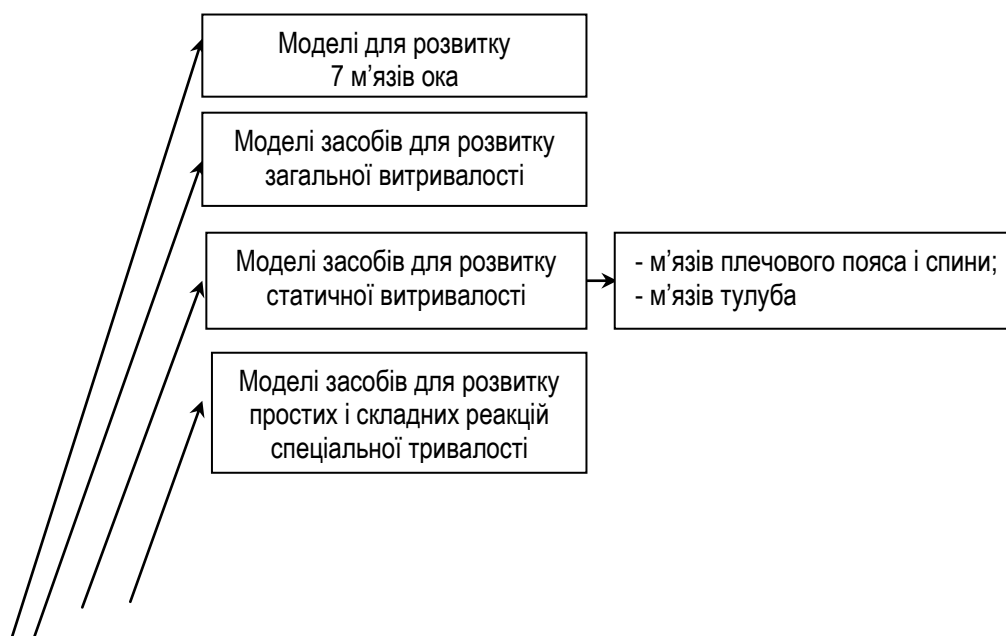 Моделі для розвитку
7 м’язів ока
Моделі засобів для розвитку
загальної витривалості
Моделі засобів для розвитку
статичної витривалості
- м’язів плечового пояса і спини;
- м’язів тулуба
Моделі засобів для розвитку
простих і складних реакцій
спеціальної тривалості